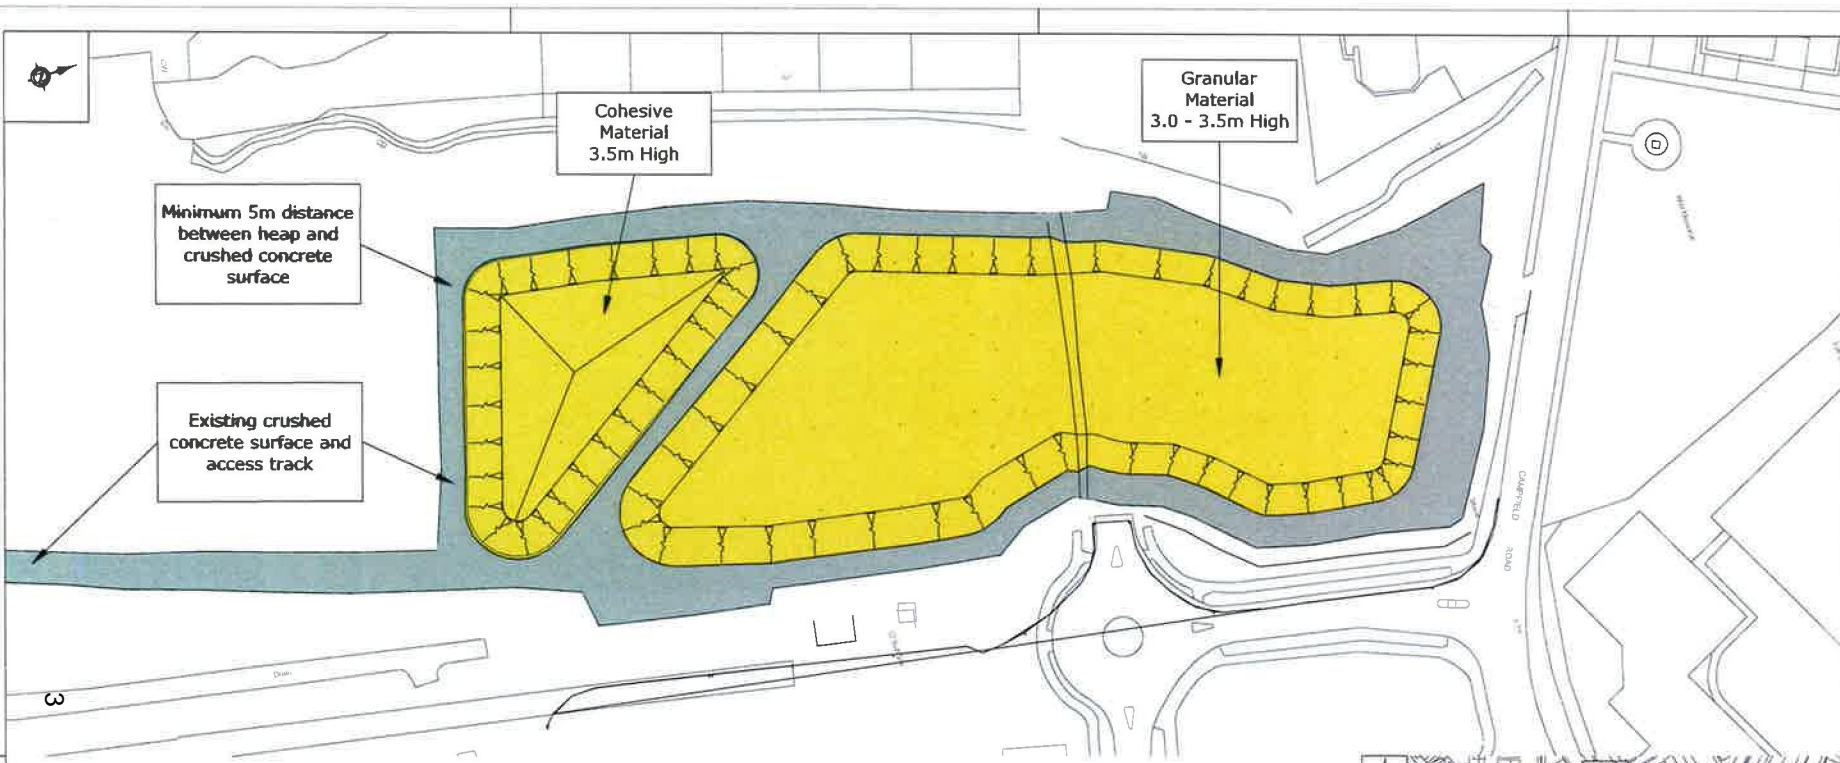 Cohesive
Material
3.5m High
Granular
Material
3.0 - 3.5m High
Minimum 5m distance
between heap and
crushed concrete
surface
Existing crushed
concrete surface and
access track
CAMPFIELD
ROAD
Drain
3